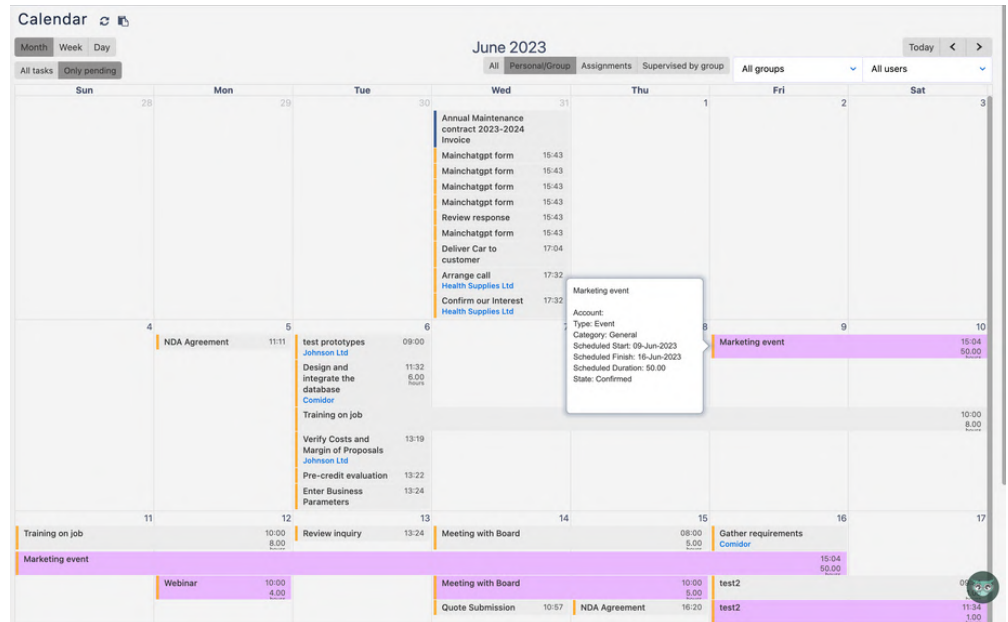 Calendar
Month Week Day
June 2023
Today
All tasks Only pending
All Personal/Group Assignments Supervised by group All groups All users
Sun Mon Tue Wed Thu Fri Sat
28 29 30 31 1 2 3
Annual Maintenance
contract 2023-2024
Invoice
Mainchatgpt form 15:43
Mainchatgpt form 15:43
Mainchatgpt form 15:43
Mainchatgpt form 15:43
Review response 15:43
Mainchatgpt form 15:43
Deliver Car to 17:04
customer
Arrange call 17:32
Health Supplies Ltd
Confirm our Interest 17:32
Health Supplies Ltd
Marketing event
Account:
Type: Event
Category: General
Scheduled Start: 09-Jun-2023
Scheduled Finish: 16-Jun-2023
Scheduled Duration: 50.00
State: Confirmed
4 5 6 8 9 10
NDA Agreement 11:11
test prototypes 09:00
Johnson Ltd
Marketing event 15:04
50.00
Design and 11:32
integrate the 6.00
database hours
Comidor
Training on job 10:00
8.00
hours
Verify Costs and 13:19
Margin of Proposals
Johnson Ltd
Pre-credit evaluation 13:22
Enter Business 13:24
Parameters
11 12 13 14 15 16 17
Training on job 10:00
8.00
hours
Review inquiry 13:24
Meeting with Board 08:00
5.00
hours
Gather requirements
Comidor
Marketing event 15:04
50.00
Webinar 10:00
4.00
Meeting with Board 10:00
5.00
test2
Quote Submission 10:57
NDA Agreement 16:20
test2 11:34
1.00